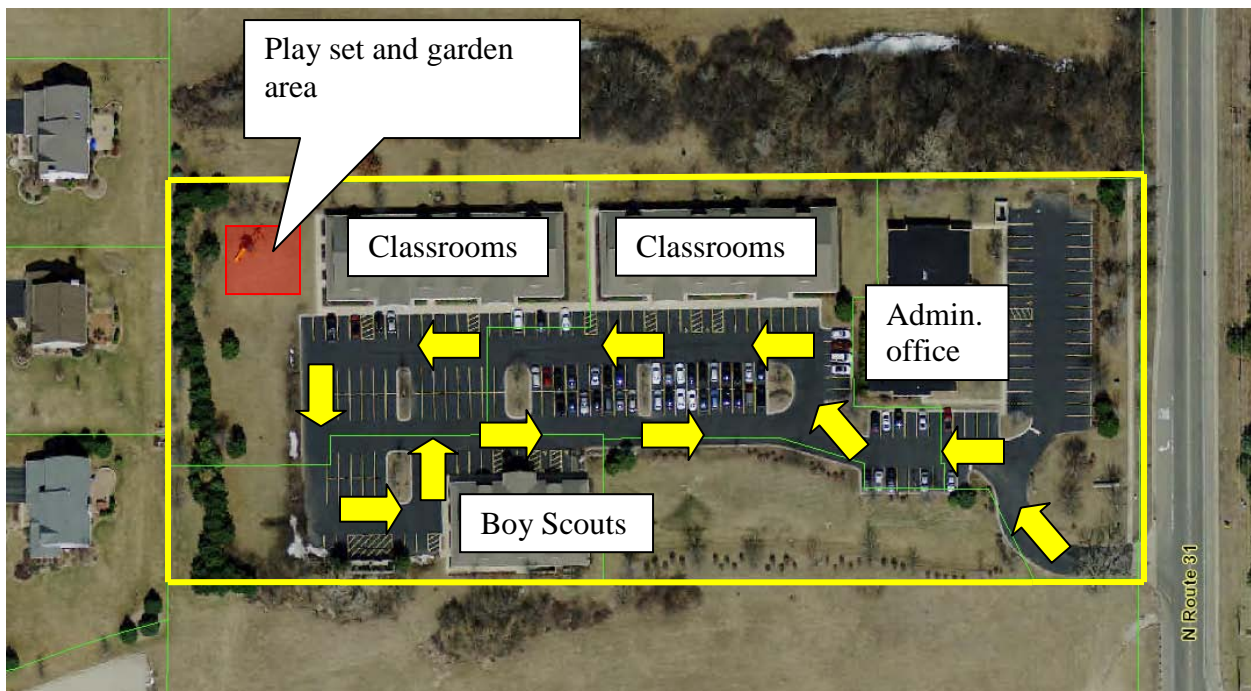 Play set and garden
area
Classrooms
Classrooms
Admin.
office
Boy Scouts
N Route 31